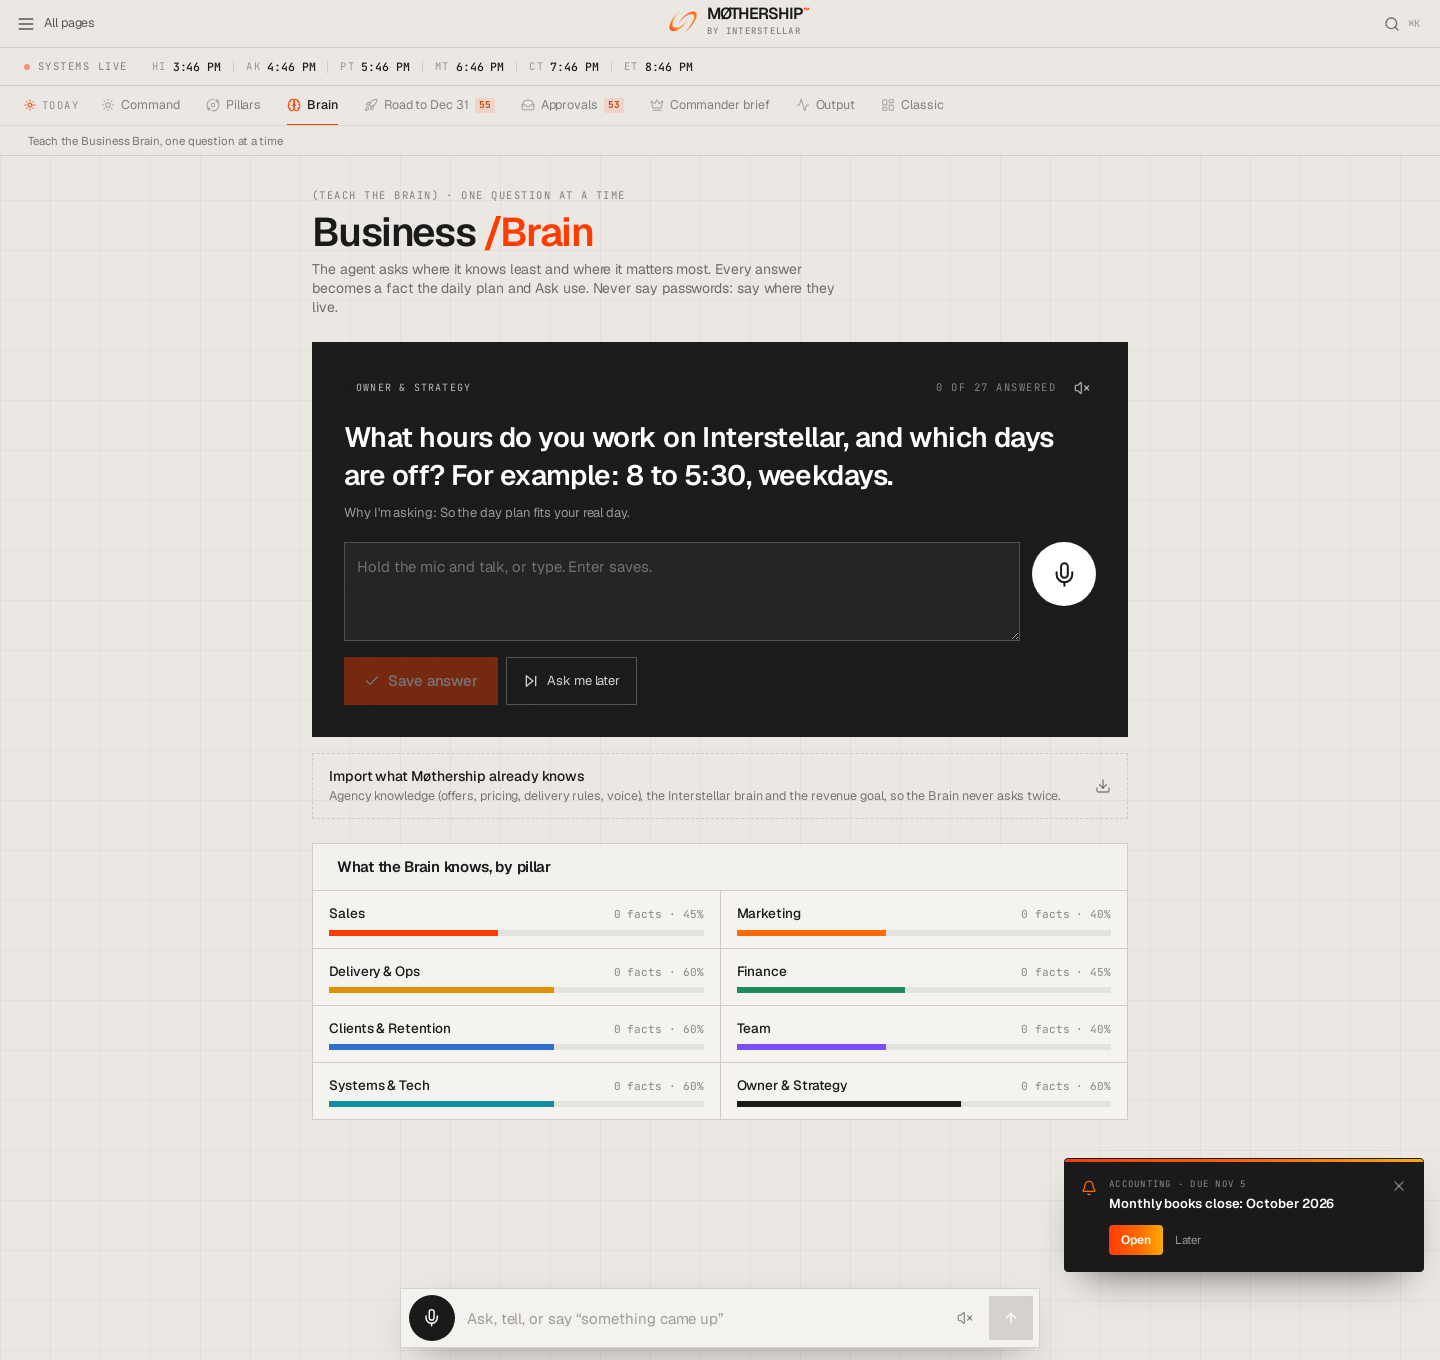 All pages
MØTHERSHIP™
BY INTERSTELLAR
⌘K
SYSTEMS LIVE HI 3:46 PM AK 4:46 PM PT 5:46 PM MT 6:46 PM CT 7:46 PM ET 8:46 PM
TODAY Command Pillars Brain Road to Dec 31 55 Approvals 53 Commander brief Output Classic
Teach the Business Brain, one question at a time
(TEACH THE BRAIN) · ONE QUESTION AT A TIME
Business /Brain
The agent asks where it knows least and where it matters most. Every answer
becomes a fact the daily plan and Ask use. Never say passwords: say where they
live.
OWNER & STRATEGY 0 OF 27 ANSWERED
What hours do you work on Interstellar, and which days
are off? For example: 8 to 5:30, weekdays.
Why I'm asking: So the day plan fits your real day.
Hold the mic and talk, or type. Enter saves.
Save answer Ask me later
Import what Møthership already knows
Agency knowledge (offers, pricing, delivery rules, voice), the Interstellar brain and the revenue goal, so the Brain never asks twice.
What the Brain knows, by pillar
Sales 0 facts · 45% Marketing 0 facts · 40%
Delivery & Ops 0 facts · 60% Finance 0 facts · 45%
Clients & Retention 0 facts · 60% Team 0 facts · 40%
Systems & Tech 0 facts · 60% Owner & Strategy 0 facts · 60%
ACCOUNTING · DUE NOV 5
Monthly books close: October 2026
Open Later
Ask, tell, or say “something came up”